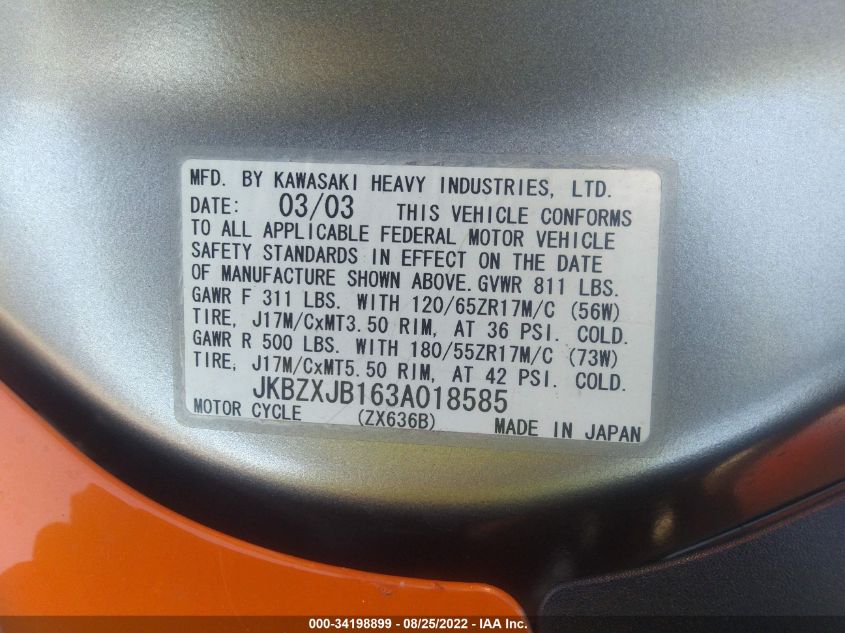 MFD. BY KAWASAKI HEAVY INDUSTRIES, LTD.
DATE: 03/03 THIS VEHICLE CONFORMS
TO ALL APPLICABLE FEDERAL MOTOR VEHICLE
SAFETY STANDARDS IN EFFECT ON THE DATE
OF MANUFACTURE SHOWN ABOVE. GVWR 811 LBS.
GAWR F 311 LBS. WITH 120/65ZR17M/C (56W)
TIRE, J17M/CxMT3.50 RIM, AT 36 PSI. COLD.
GAWR R 500 LBS. WITH 180/55ZR17M/C (73W)
TIRE, J17M/CxMT5.50 RIM, AT 42 PSI. COLD.
JKBZXJB163A018585
MOTOR CYCLE (ZX636B) MADE IN JAPAN
000-34198899 - 08/25/2022 - IAA Inc.